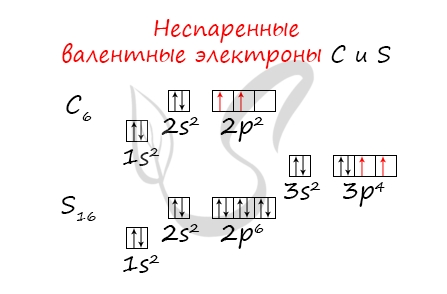 Неспаренные
валентные электроны C и S
C₆
1s²
2s²
2p²
S₁₆
1s²
2s²
2p⁶
3s²
3p⁴